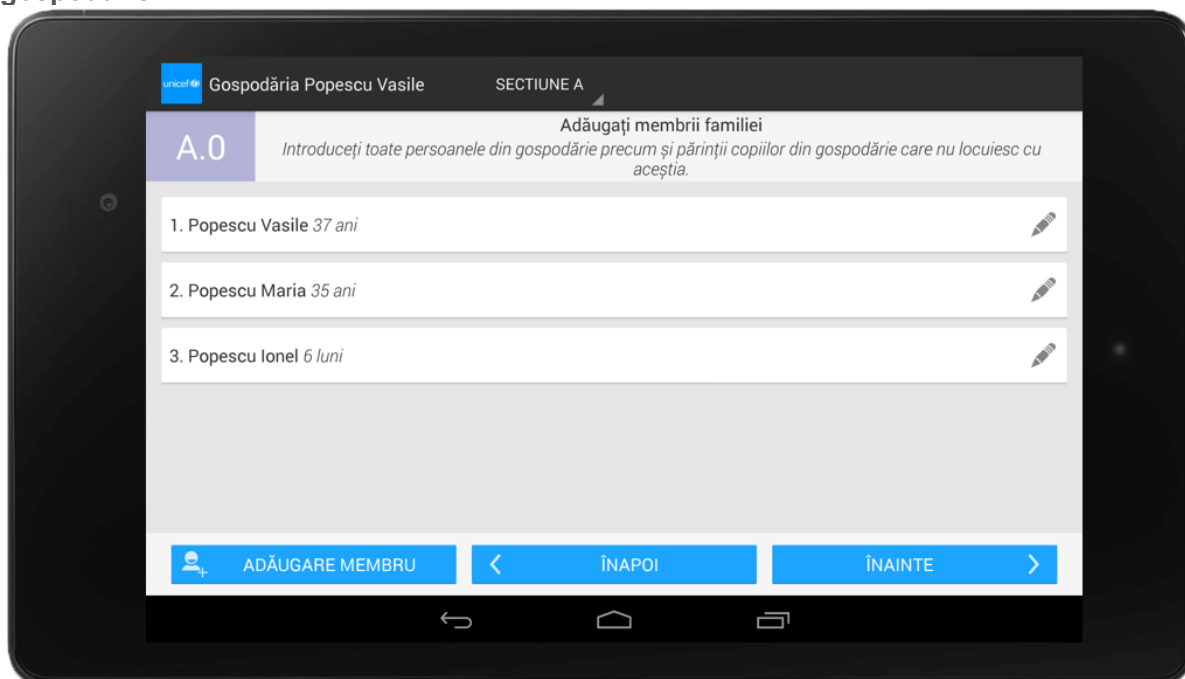 unicef
Gospodăria Popescu Vasile
SECTIUNE A
A.0
Adăugați membrii familiei
Introduceți toate persoanele din gospodărie precum și părinții copiilor din gospodărie care nu locuiesc cu
aceștia.
1. Popescu Vasile 37 ani
2. Popescu Maria 35 ani
3. Popescu Ionel 6 luni
ADĂUGARE MEMBRU
ÎNAPOI
ÎNAINTE